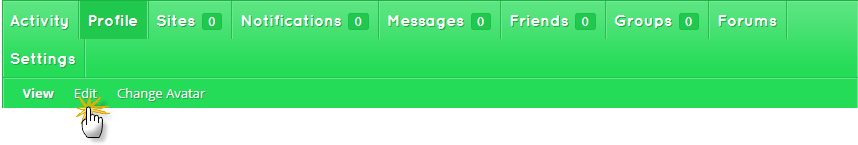 Activity Profile Sites 0 Notifications 0 Messages 0 Friends 0 Groups 0 Forums
Settings
View Edit Change Avatar